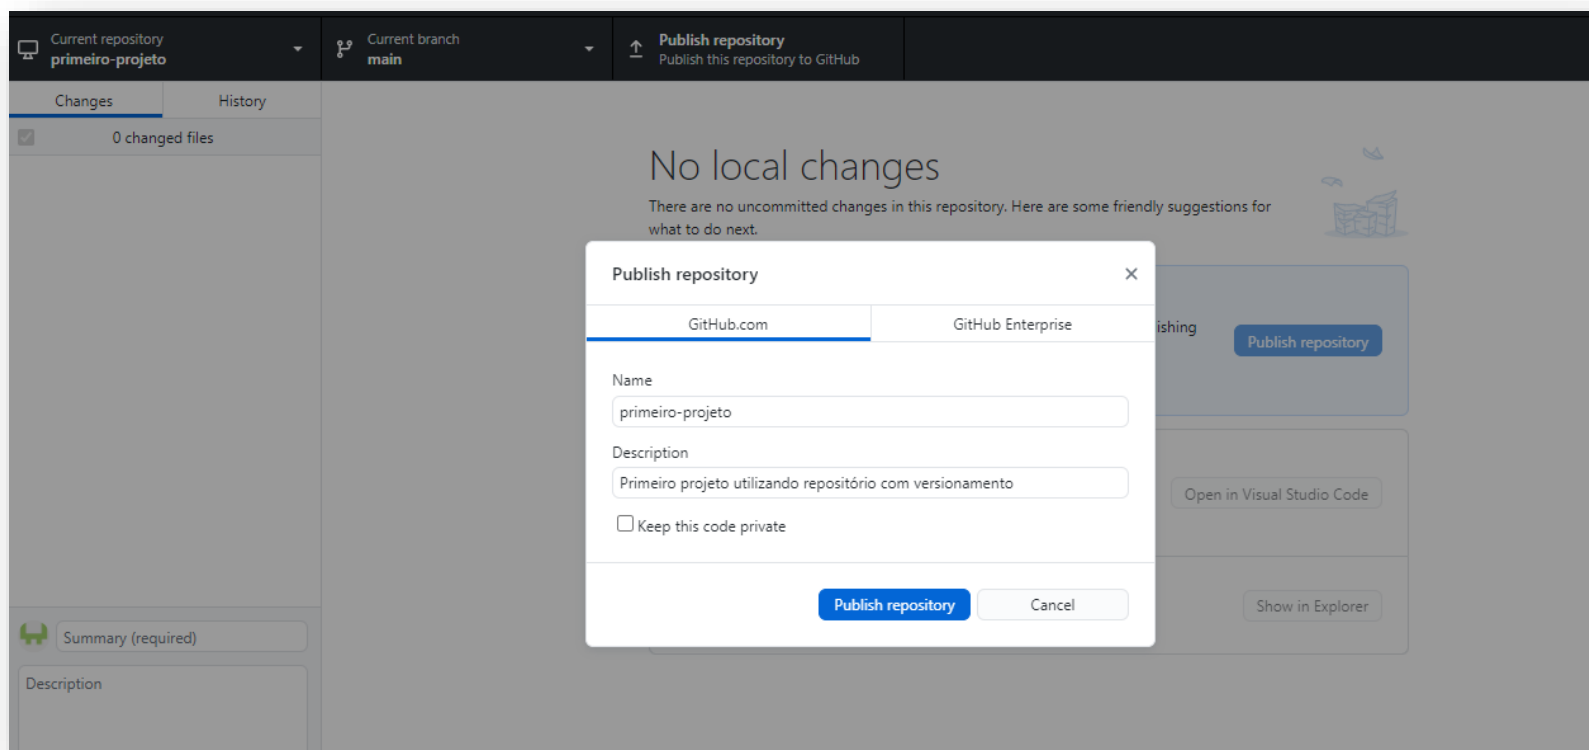 Current repository
primeiro-projeto
Current branch
main
Publish repository
Publish this repository to GitHub
Changes
History
0 changed files
No local changes
There are no uncommitted changes in this repository. Here are some friendly suggestions for
what to do next.
Publish repository
GitHub.com
GitHub Enterprise
ishing
Publish repository
Name
primeiro-projeto
Description
Primeiro projeto utilizando repositório com versionamento
Open in Visual Studio Code
Keep this code private
Publish repository
Cancel
Show in Explorer
Summary (required)
Description